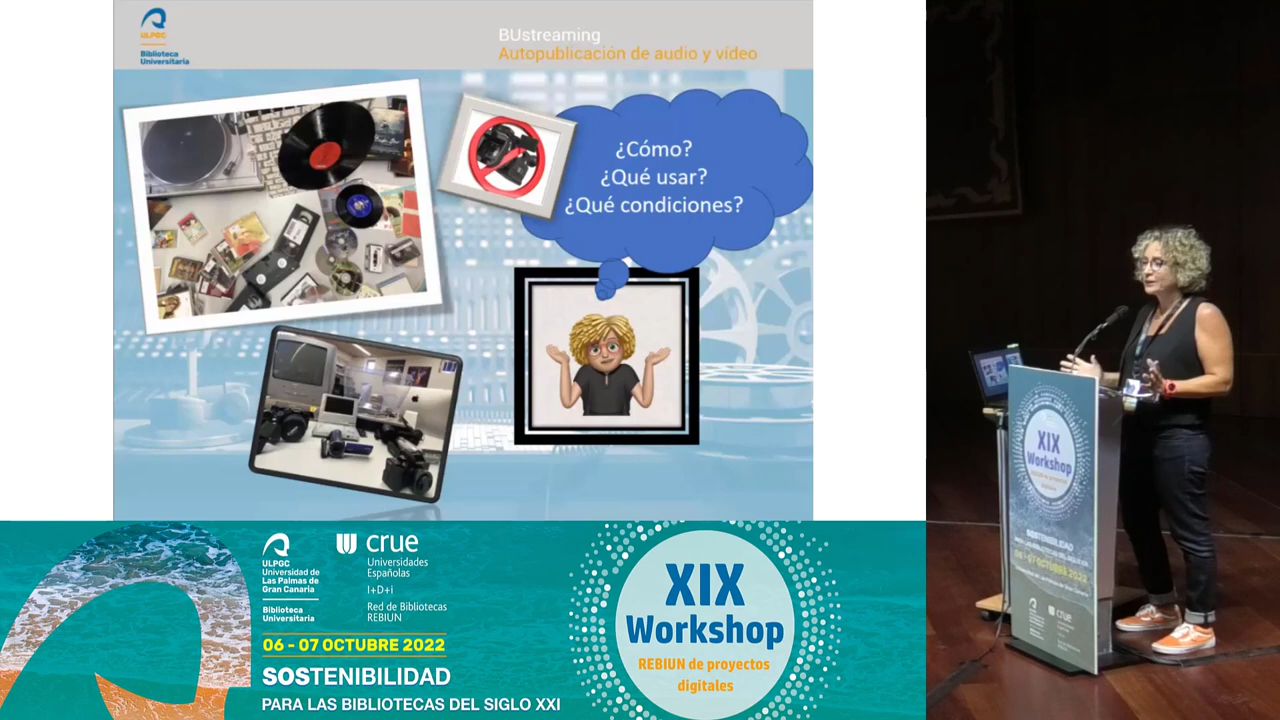 ULPGC
Biblioteca
Universitaria
BUstreaming
Autopublicación de audio y vídeo
¿Cómo?
¿Qué usar?
¿Qué condiciones?
ULPGC
Universidad de
Las Palmas de
Gran Canaria
Biblioteca
Universitaria
crue
Universidades
Españolas
I+D+i
Red de Bibliotecas
REBIUN
06 - 07 OCTUBRE 2022
SOSTENIBILIDAD
PARA LAS BIBLIOTECAS DEL SIGLO XXI
XIX
Workshop
REBIUN de proyectos
digitales
XIX
Workshop
SOSTENIBILIDAD
06 - 07 OCTUBRE 2022
crue